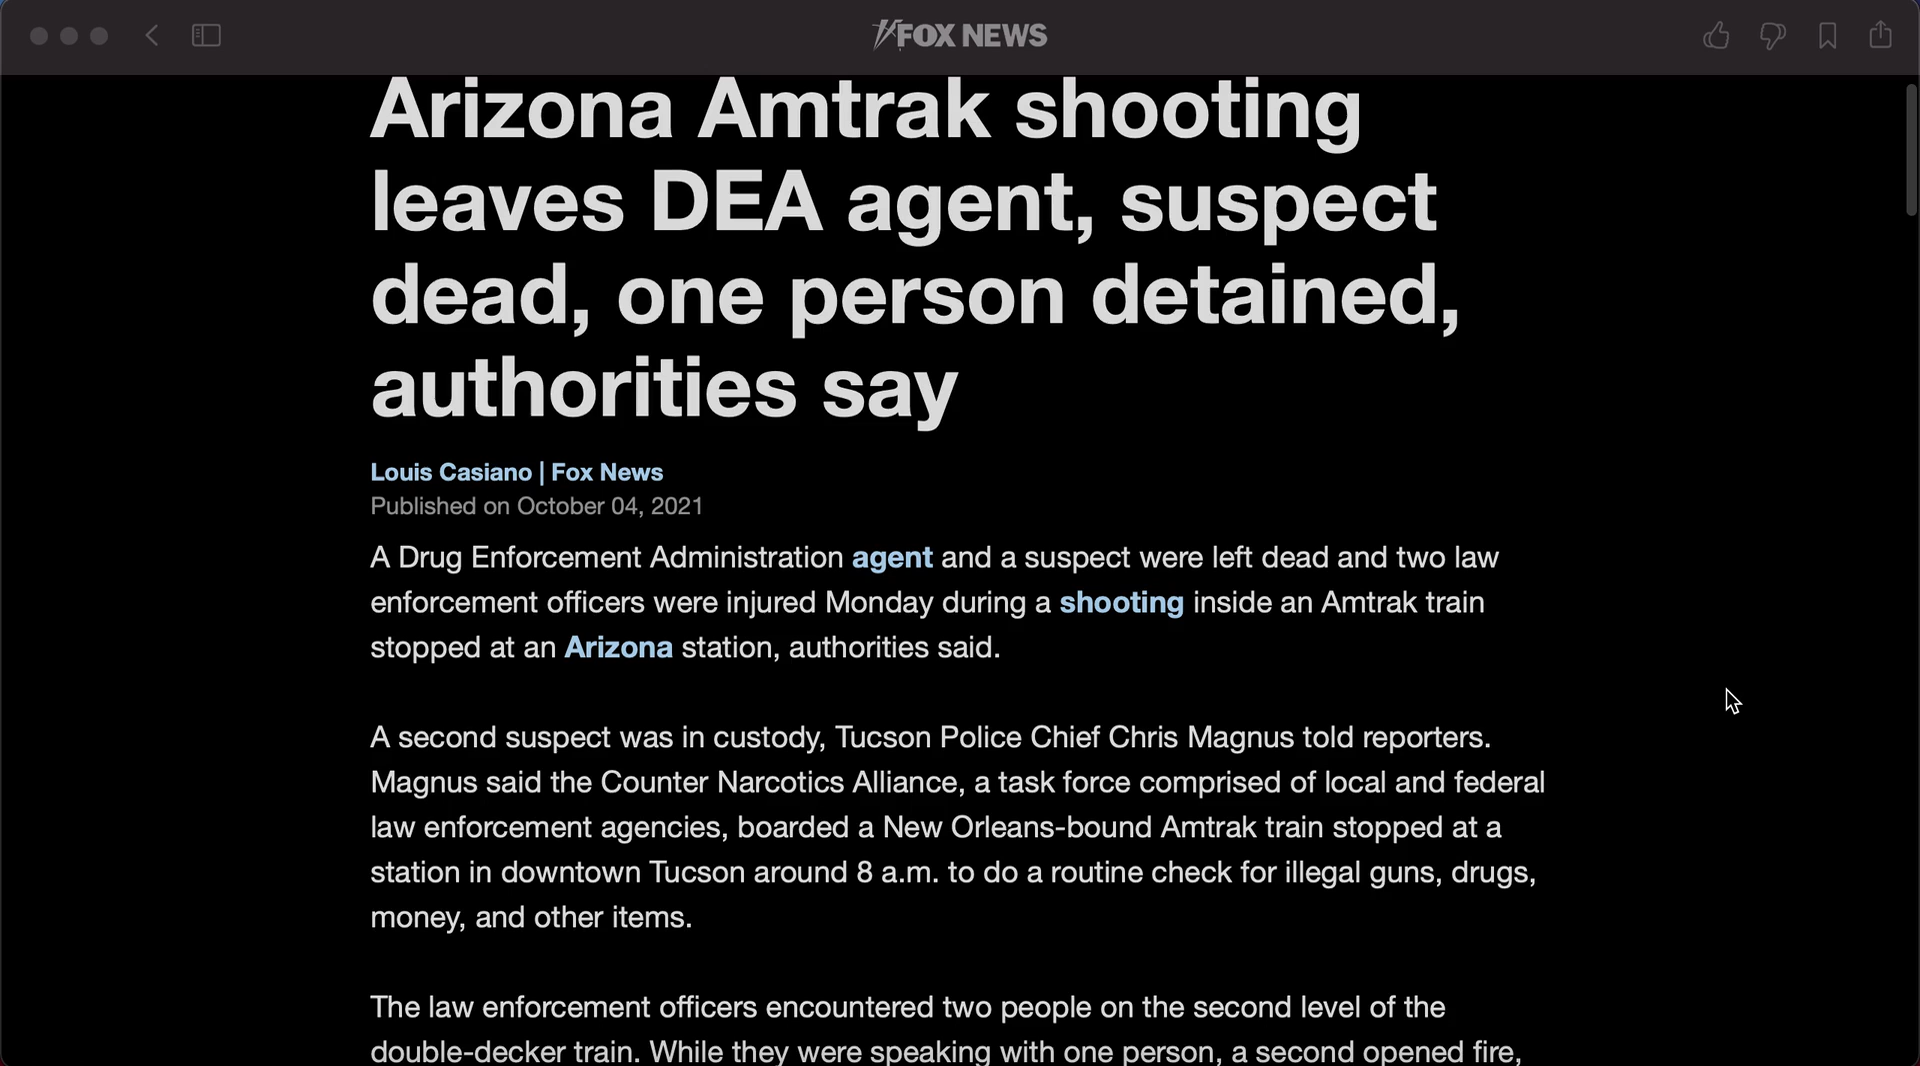 FOX NEWS
Arizona Amtrak shooting
leaves DEA agent, suspect
dead, one person detained,
authorities say
Louis Casiano | Fox News
Published on October 04, 2021
A Drug Enforcement Administration agent and a suspect were left dead and two law
enforcement officers were injured Monday during a shooting inside an Amtrak train
stopped at an Arizona station, authorities said.
A second suspect was in custody, Tucson Police Chief Chris Magnus told reporters.
Magnus said the Counter Narcotics Alliance, a task force comprised of local and federal
law enforcement agencies, boarded a New Orleans-bound Amtrak train stopped at a
station in downtown Tucson around 8 a.m. to do a routine check for illegal guns, drugs,
money, and other items.
The law enforcement officers encountered two people on the second level of the
double-decker train. While they were speaking with one person, a second opened fire,